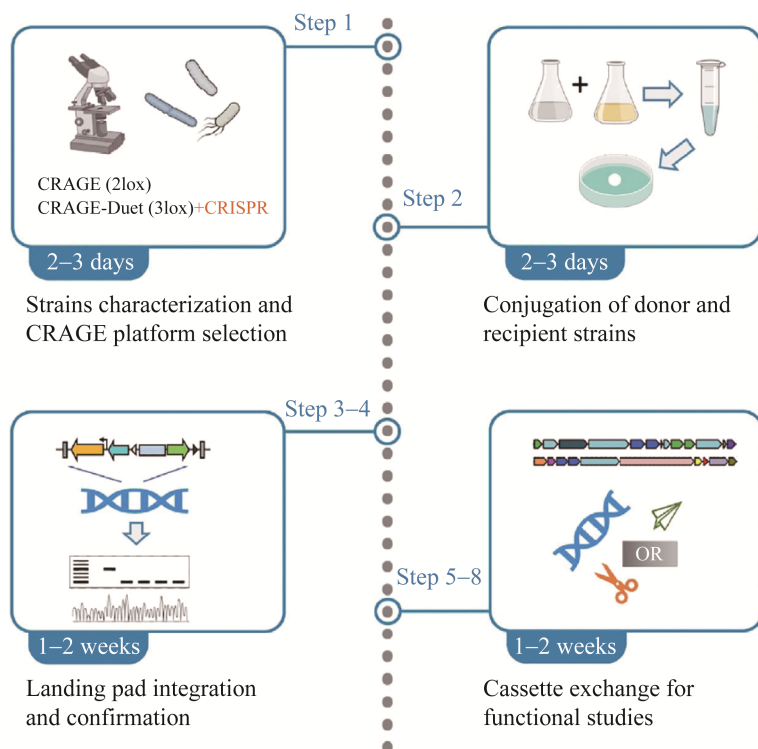 Step 1
CRAGE (2lox)
CRAGE-Duet (3lox)+CRISPR
2–3 days
Strains characterization and
CRAGE platform selection
Step 2
+
2–3 days
Conjugation of donor and
recipient strains
Step 3–4
1–2 weeks
Landing pad integration
and confirmation
Step 5–8
OR
1–2 weeks
Cassette exchange for
functional studies